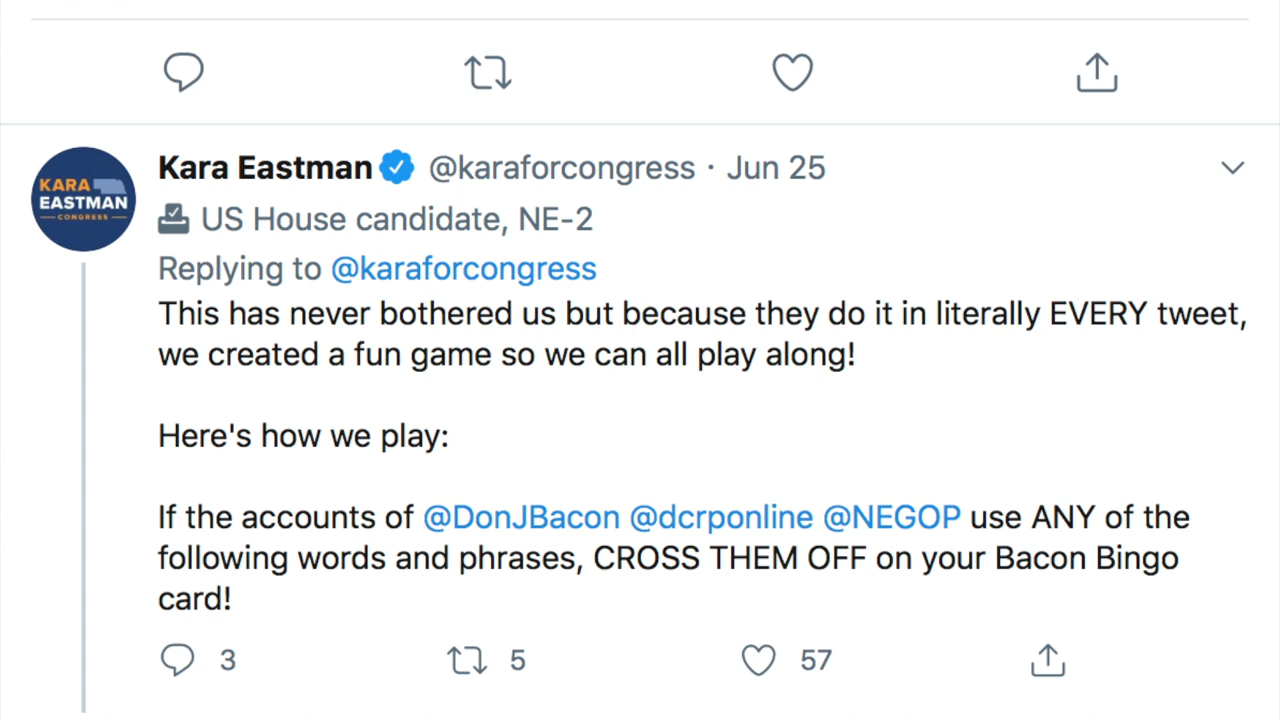 Kara Eastman @karaforcongress · Jun 25
KARA
EASTMAN
CONGRESS
US House candidate, NE-2
Replying to @karaforcongress
This has never bothered us but because they do it in literally EVERY tweet,
we created a fun game so we can all play along!
Here's how we play:
If the accounts of @DonJBacon @dcrponline @NEGOP use ANY of the
following words and phrases, CROSS THEM OFF on your Bacon Bingo
card!
3 5 57